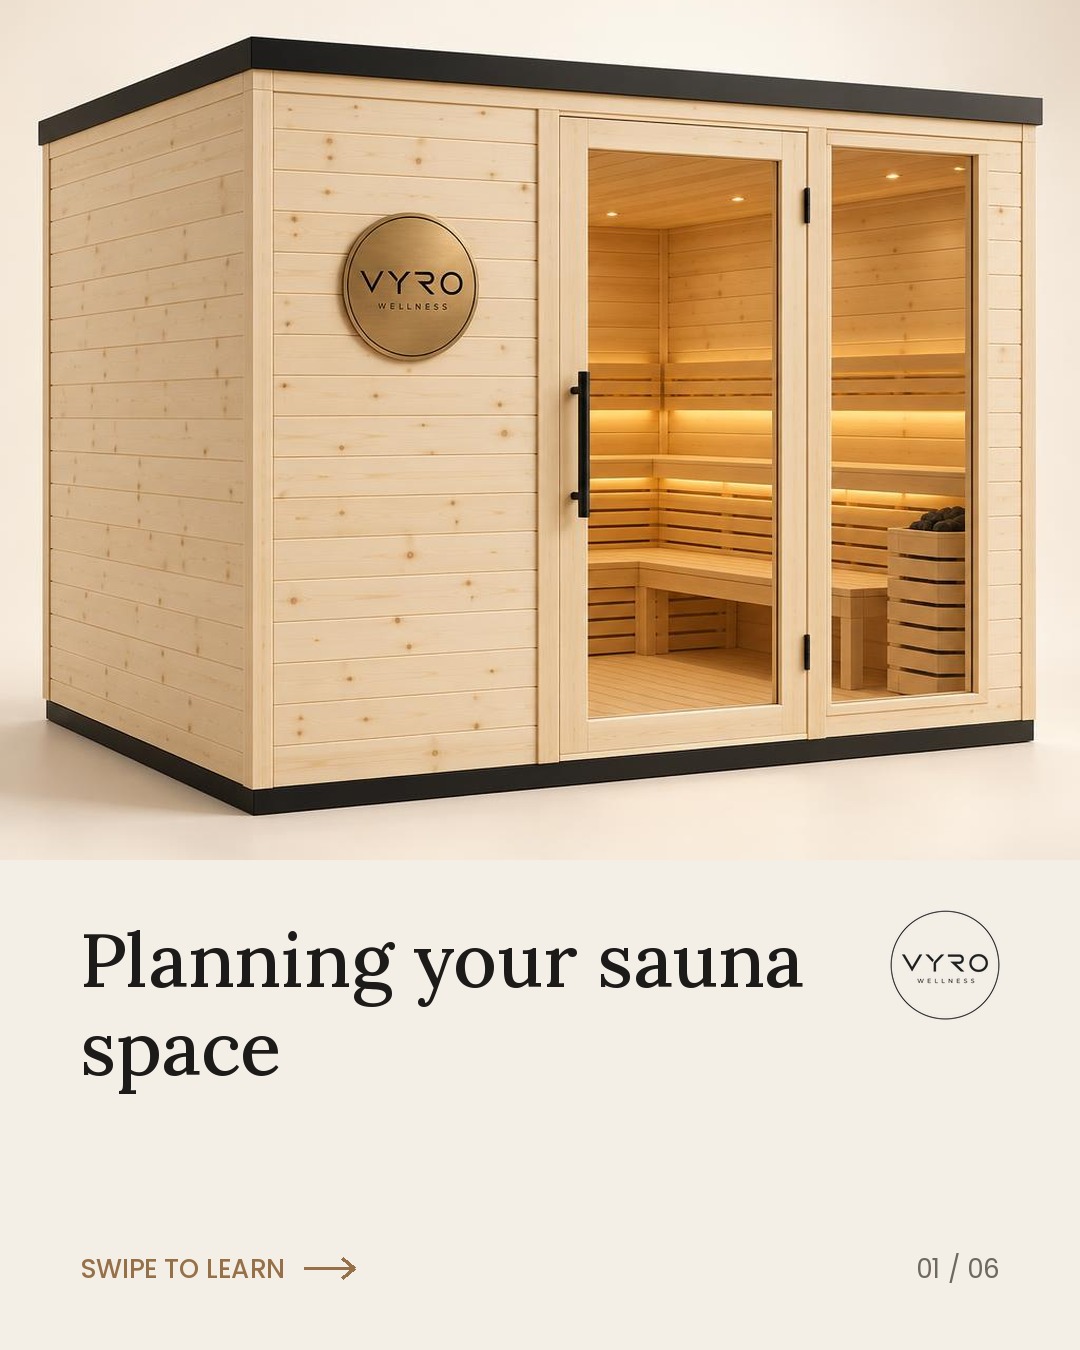 VYRO
WELLNESS
Planning your sauna
space
VYRO
WELLNESS
SWIPE TO LEARN
01 / 06